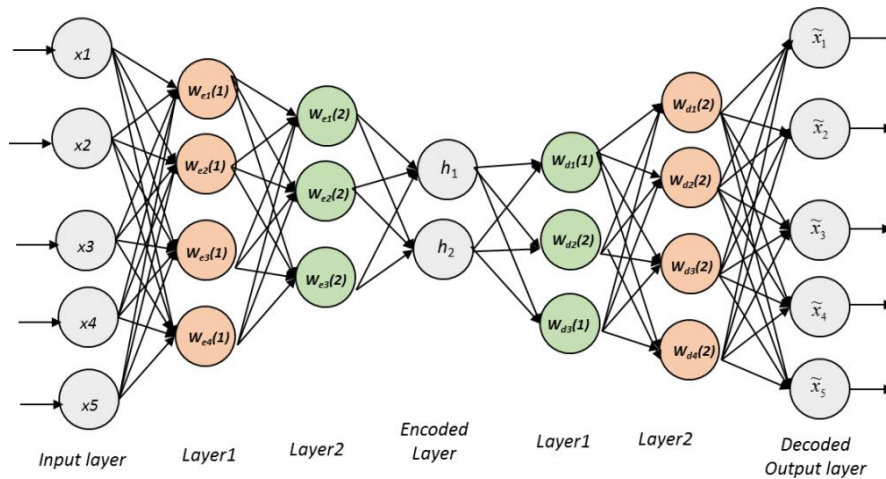 x1
x2
x3
x4
x5
We1(1)
We2(1)
We3(1)
We4(1)
We1(2)
We2(2)
We3(2)
h1
h2
Wd1(1)
Wd2(2)
Wd3(1)
Wd1(2)
Wd2(2)
Wd3(2)
Wd4(2)
x̃1
x̃2
x̃3
x̃4
x̃5
Input layer
Layer1
Layer2
Encoded
Layer
Layer1
Layer2
Decoded
Output layer